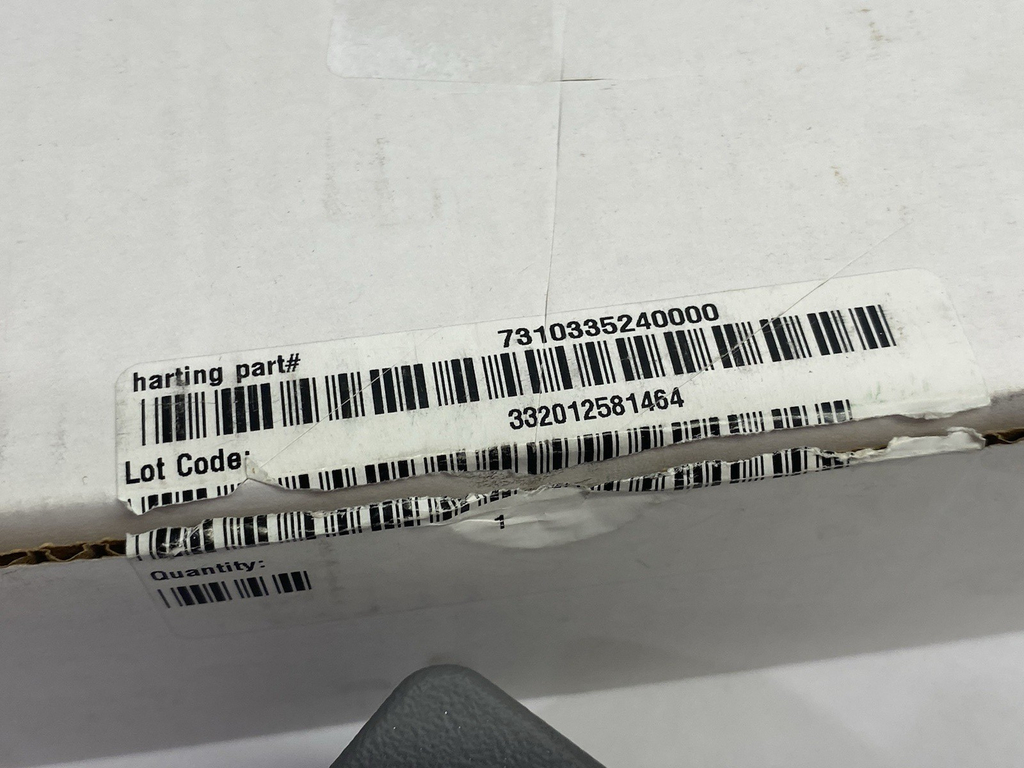 harting part# 7310335240000
Lot Code: 332012581464
Quantity: 1